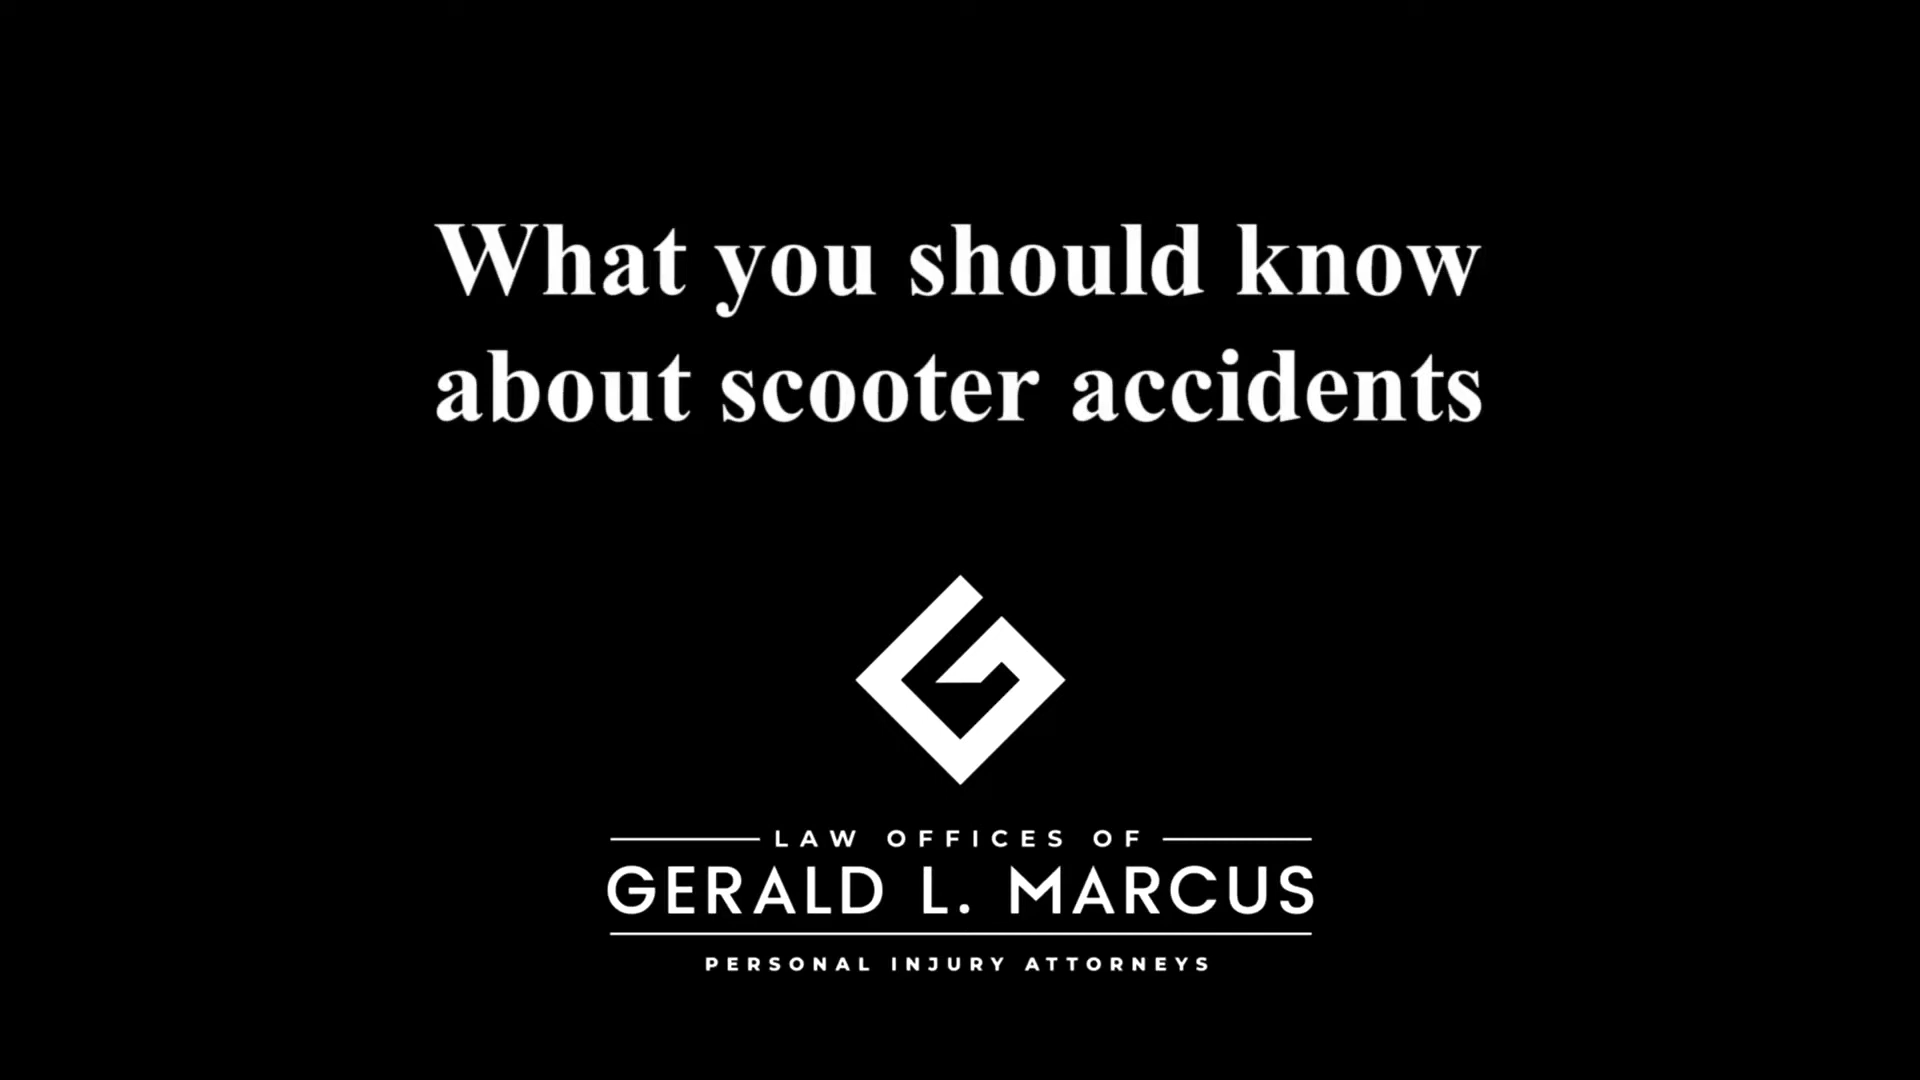 What you should know
about scooter accidents
LAW OFFICES OF
GERALD L. MARCUS
PERSONAL INJURY ATTORNEYS